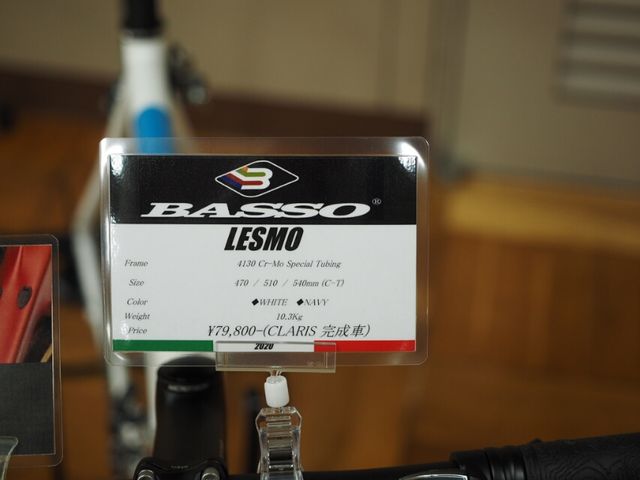 BASSO®
LESMO
Frame 4130 Cr-Mo Special Tubing
Size 470 / 510 / 540mm (C-T)
Color ◆WHITE ◆NAVY
Weight 10.3Kg
Price ¥79,800-(CLARIS 完成車)
2020